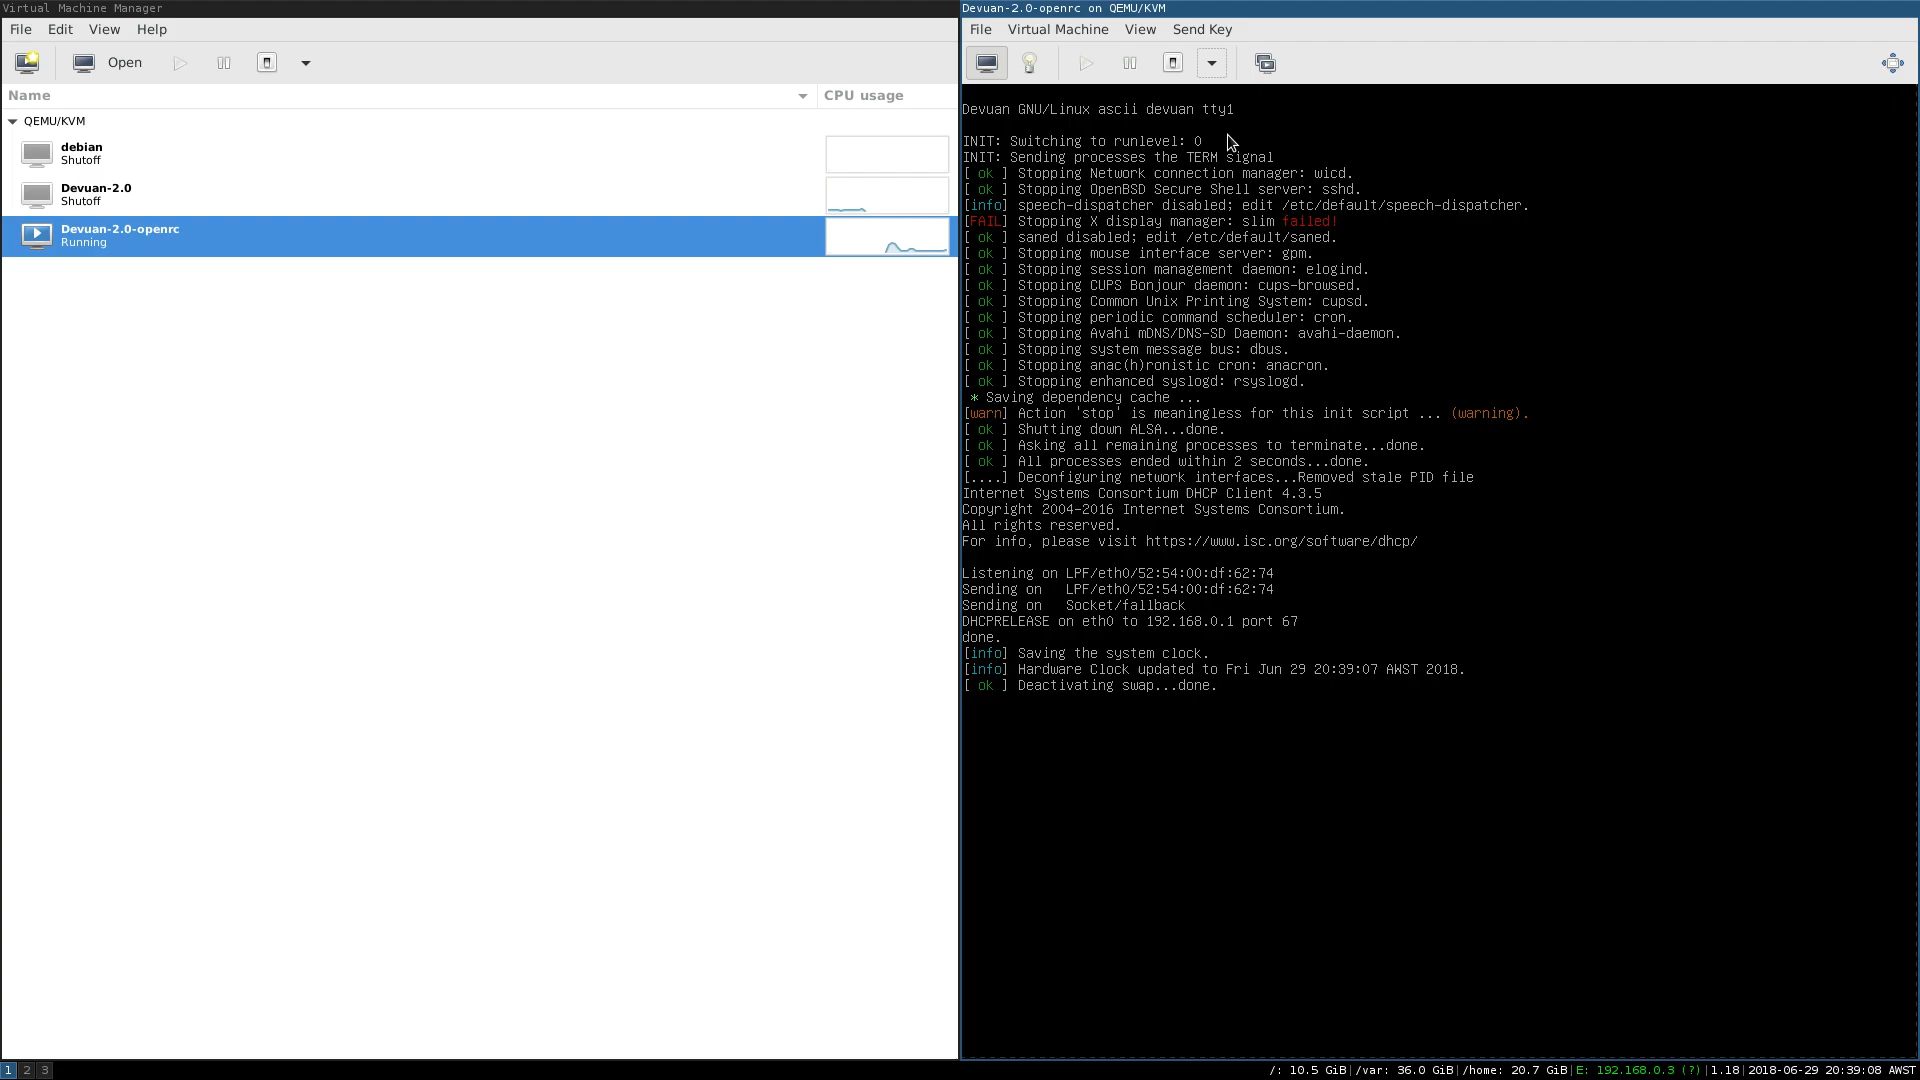 Virtual Machine Manager
File Edit View Help
Open
Name CPU usage
QEMU/KVM
debian
Shutoff
Devuan-2.0
Shutoff
Devuan-2.0-openrc
Running
Devuan-2.0-openrc on QEMU/KVM
File Virtual Machine View Send Key
Devuan GNU/Linux ascii devuan tty1
INIT: Switching to runlevel: 0
INIT: Sending processes the TERM signal
[ ok ] Stopping Network connection manager: wicd.
[ ok ] Stopping OpenBSD Secure Shell server: sshd.
[info] speech-dispatcher disabled; edit /etc/default/speech-dispatcher.
[FAIL] Stopping X display manager: slim failed!
[ ok ] saned disabled; edit /etc/default/saned.
[ ok ] Stopping mouse interface server: gpm.
[ ok ] Stopping session management daemon: elogind.
[ ok ] Stopping CUPS Bonjour daemon: cups-browsed.
[ ok ] Stopping Common Unix Printing System: cupsd.
[ ok ] Stopping periodic command scheduler: cron.
[ ok ] Stopping Avahi mDNS/DNS-SD Daemon: avahi-daemon.
[ ok ] Stopping system message bus: dbus.
[ ok ] Stopping anac(h)ronistic cron: anacron.
[ ok ] Stopping enhanced syslogd: rsyslogd.
* Saving dependency cache ...
[warn] Action 'stop' is meaningless for this init script ... (warning).
[ ok ] Shutting down ALSA...done.
[ ok ] Asking all remaining processes to terminate...done.
[ ok ] All processes ended within 2 seconds...done.
[....] Deconfiguring network interfaces...Removed stale PID file
Internet Systems Consortium DHCP Client 4.3.5
Copyright 2004-2016 Internet Systems Consortium.
All rights reserved.
For info, please visit https://www.isc.org/software/dhcp/
Listening on LPF/eth0/52:54:00:df:62:74
Sending on   LPF/eth0/52:54:00:df:62:74
Sending on   Socket/fallback
DHCPRELEASE on eth0 to 192.168.0.1 port 67
done.
[info] Saving the system clock.
[info] Hardware Clock updated to Fri Jun 29 20:39:07 AWST 2018.
[ ok ] Deactivating swap...done.
1 2 3
/: 10.5 GiB|/var: 36.0 GiB|/home: 20.7 GiB|E: 192.168.0.3 (?)|1.18|2018-06-29 20:39:08 AWST